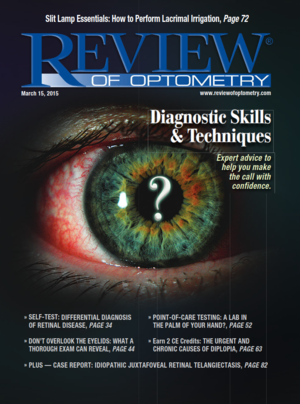 Slit Lamp Essentials: How to Perform Lacrimal Irrigation, Page 72
REVIEW®
OF OPTOMETRY
March 15, 2015
www.reviewofoptometry.com
Diagnostic Skills
& Techniques
Expert advice to
help you make
the call with
confidence.
?
» SELF-TEST: DIFFERENTIAL DIAGNOSIS
OF RETINAL DISEASE, PAGE 34
» DON'T OVERLOOK THE EYELIDS: WHAT A
THOROUGH EXAM CAN REVEAL, PAGE 44
» POINT-OF-CARE TESTING: A LAB IN
THE PALM OF YOUR HAND?, PAGE 52
» Earn 2 CE Credits: THE URGENT AND
CHRONIC CAUSES OF DIPLOPIA, PAGE 63
» PLUS — CASE REPORT: IDIOPATHIC JUXTAFOVEAL RETINAL TELANGIECTASIS, PAGE 82